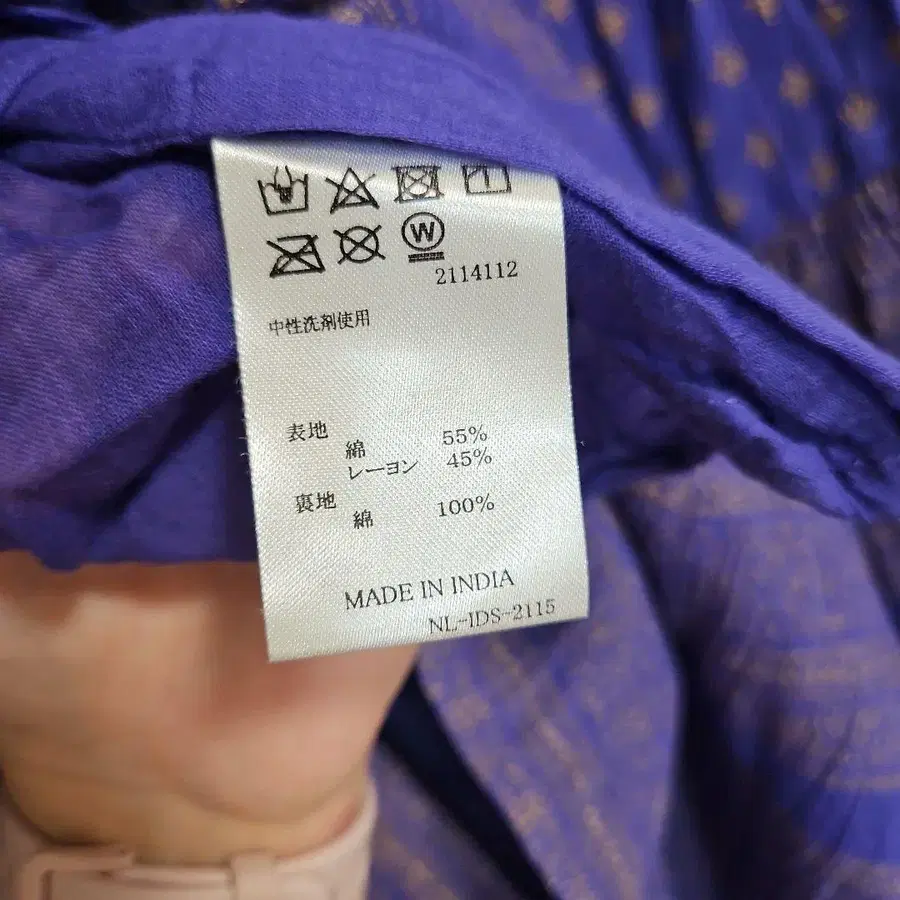 W
2114112
中性洗剤使用
表地
綿 55%
レーヨン 45%
裏地
綿 100%
MADE IN INDIA
NL-IDS-2115